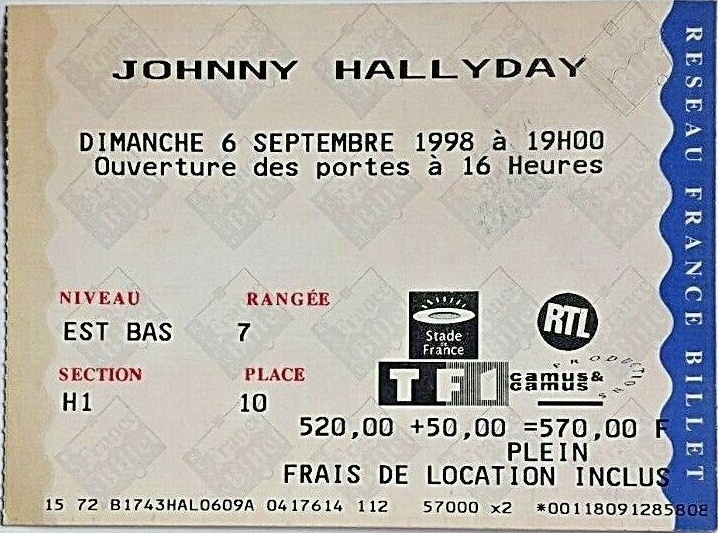 JOHNNY HALLYDAY
DIMANCHE 6 SEPTEMBRE 1998 à 19H00
Ouverture des portes à 16 Heures
NIVEAU RANGÉE
EST BAS 7
SECTION PLACE
H1 10
Stade de France
RTL
TF1
camus&
camus
PRODUCTIONS
520,00 +50,00 =570,00 F
PLEIN
FRAIS DE LOCATION INCLUS
15 72 B1743HAL0609A 0417614 112 57000 x2 *00118091285808
RESEAU FRANCE BILLET